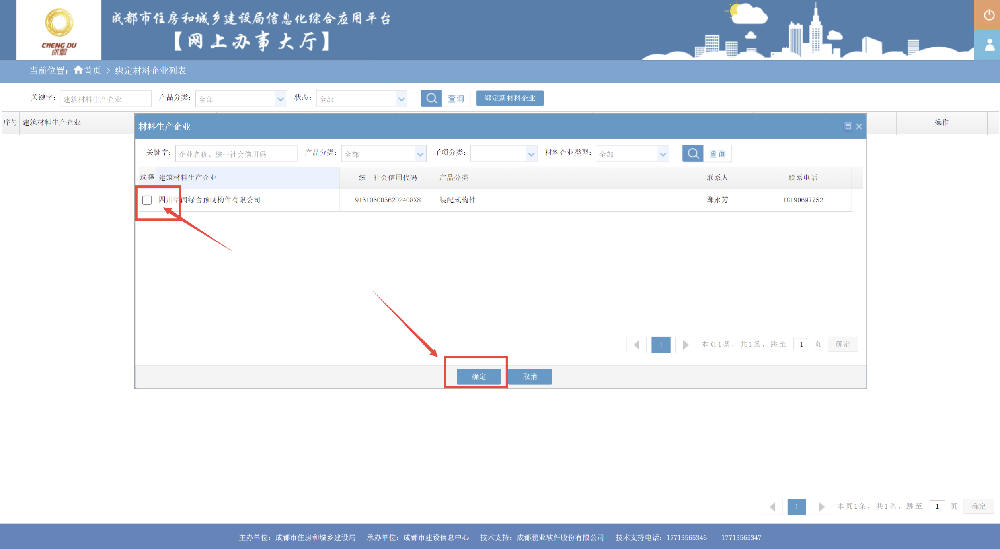 成都市住房和城乡建设局信息化综合应用平台
【网上办事大厅】
CHENG DU
成都
当前位置： 首页 > 绑定材料企业列表
关键字： 建筑材料生产企业 产品分类： 全部 状态： 全部 查询 绑定新材料企业
序号 建筑材料生产企业 操作
材料生产企业
关键字： 企业名称、统一社会信用码 产品分类： 全部 子项分类： 材料企业类型： 全部 查询
选择 建筑材料生产企业 统一社会信用代码 产品分类 联系人 联系电话
四川华西绿舍预制构件有限公司 9151060056202408X8 装配式构件 鄢永芳 18190697752
1 本页1条，共1条，跳至 1 页 确定
确定 取消
1 本页1条，共1条，跳至 1 页 确定
主办单位：成都市住房和城乡建设局 承办单位：成都市建设信息中心 技术支持：成都鹏业软件股份有限公司 技术支持电话：17713565346 17713565347